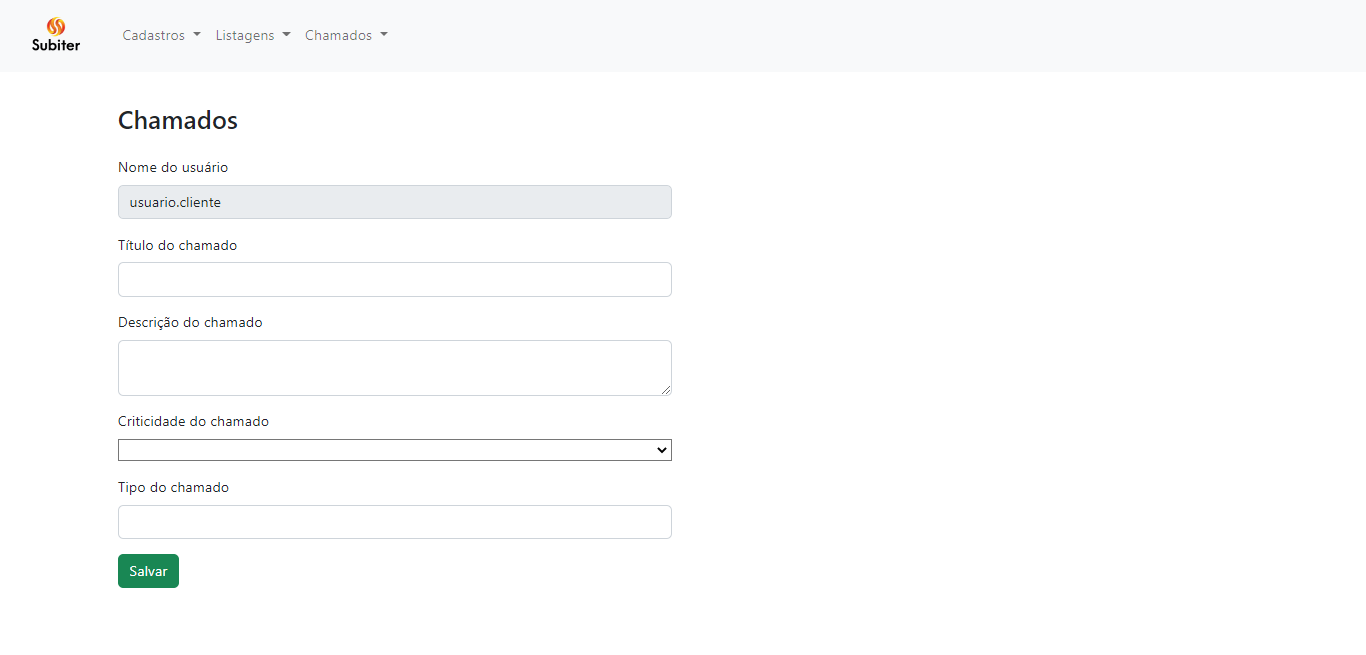 Subiter
Cadastros Listagens Chamados
Chamados
Nome do usuário
usuario.cliente
Título do chamado
Descrição do chamado
Criticidade do chamado
Tipo do chamado
Salvar